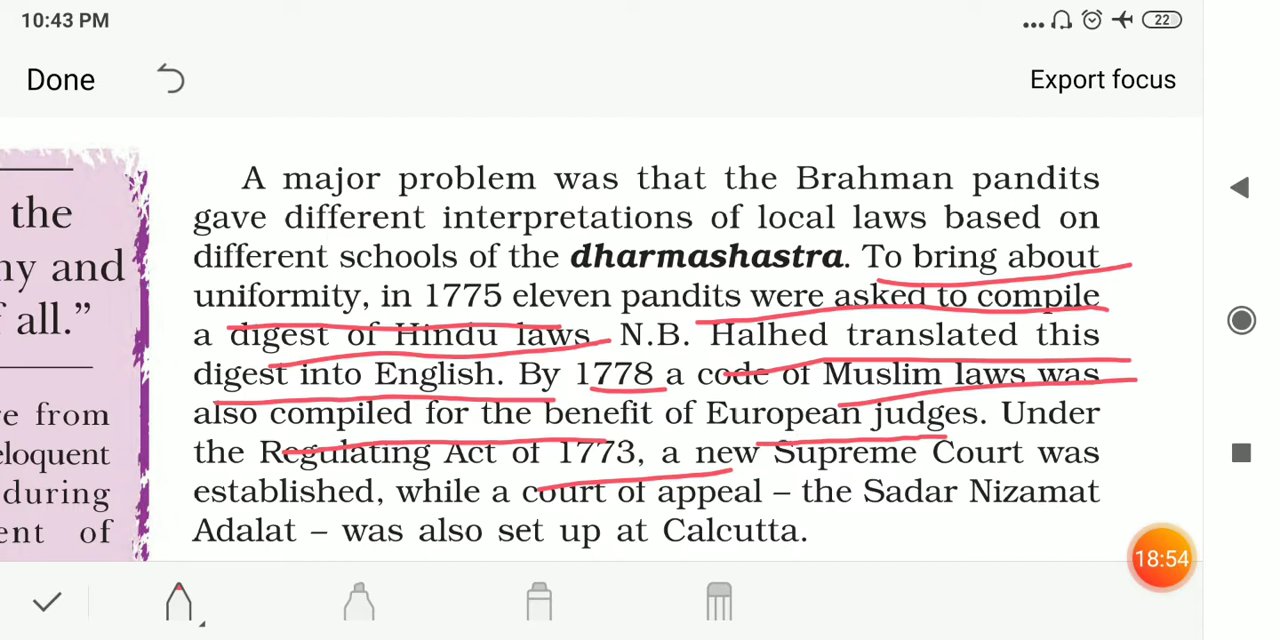 10:43 PM
22
Done
Export focus
the
and
all.”
from
during
of
A major problem was that the Brahman pandits
gave different interpretations of local laws based on
different schools of the dharmashastra. To bring about
uniformity, in 1775 eleven pandits were asked to compile
a digest of Hindu laws. N.B. Halhed translated this
digest into English. By 1778 a code of Muslim laws was
also compiled for the benefit of European judges. Under
the Regulating Act of 1773, a new Supreme Court was
established, while a court of appeal – the Sadar Nizamat
Adalat – was also set up at Calcutta.
18:54